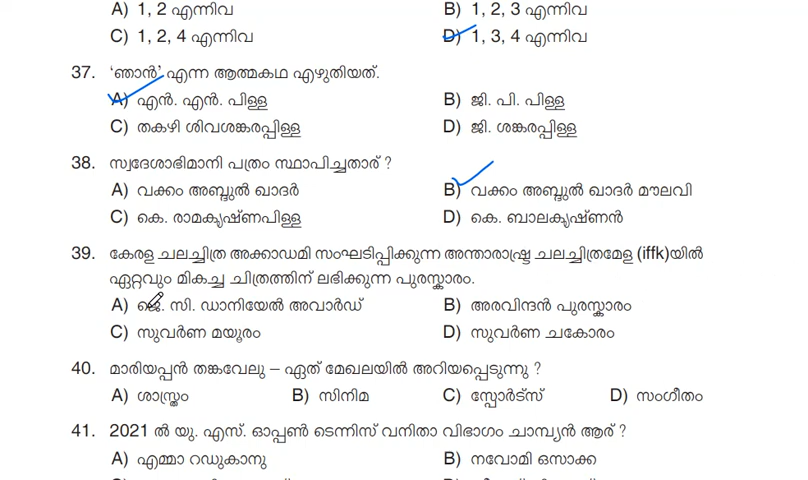 A) 1, 2 എന്നിവ B) 1, 2, 3 എന്നിവ
C) 1, 2, 4 എന്നിവ D) 1, 3, 4 എന്നിവ
37. 'ഞാൻ' എന്ന ആത്മകഥ എഴുതിയത്.
A) എൻ. എൻ. പിള്ള B) ജി. പി. പിള്ള
C) തകഴി ശിവശങ്കരപ്പിള്ള D) ജി. ശങ്കരപ്പിള്ള
38. സ്വദേശാഭിമാനി പത്രം സ്ഥാപിച്ചതാര് ?
A) വക്കം അബ്ദുൽ ഖാദർ B) വക്കം അബ്ദുൽ ഖാദർ മൗലവി
C) കെ. രാമകൃഷ്ണപിള്ള D) കെ. ബാലകൃഷ്ണൻ
39. കേരള ചലച്ചിത്ര അക്കാഡമി സംഘടിപ്പിക്കുന്ന അന്താരാഷ്ട്ര ചലച്ചിത്രമേള (iffk)യിൽ
ഏറ്റവും മികച്ച ചിത്രത്തിന് ലഭിക്കുന്ന പുരസ്കാരം.
A) ജെ. സി. ഡാനിയേൽ അവാർഡ് B) അരവിന്ദൻ പുരസ്കാരം
C) സുവർണ മയൂരം D) സുവർണ ചകോരം
40. മാരിയപ്പൻ തങ്കവേലു – ഏത് മേഖലയിൽ അറിയപ്പെടുന്നു ?
A) ശാസ്ത്രം B) സിനിമ C) സ്പോർട്സ് D) സംഗീതം
41. 2021 ൽ യു. എസ്. ഓപ്പൺ ടെന്നിസ് വനിതാ വിഭാഗം ചാമ്പ്യൻ ആര് ?
A) എമ്മാ റഡുകാനു B) നവോമി ഒസാക്ക